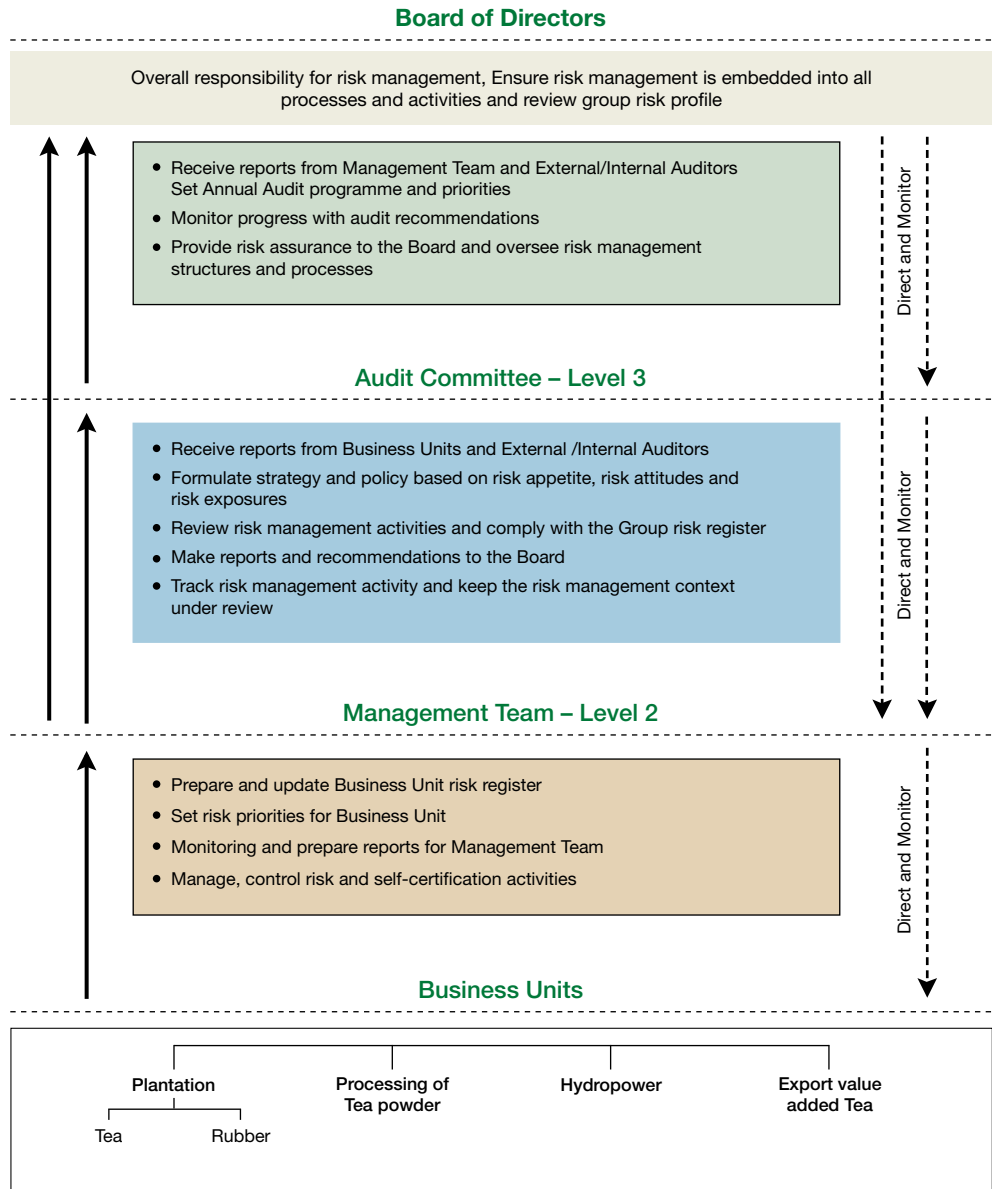 Board of Directors
Overall responsibility for risk management, Ensure risk management is embedded into all
processes and activities and review group risk profile
• Receive reports from Management Team and External/Internal Auditors
Set Annual Audit programme and priorities
• Monitor progress with audit recommendations
• Provide risk assurance to the Board and oversee risk management
structures and processes
Direct and Monitor
Audit Committee – Level 3
• Receive reports from Business Units and External /Internal Auditors
• Formulate strategy and policy based on risk appetite, risk attitudes and
risk exposures
• Review risk management activities and comply with the Group risk register
• Make reports and recommendations to the Board
• Track risk management activity and keep the risk management context
under review
Direct and Monitor
Management Team – Level 2
• Prepare and update Business Unit risk register
• Set risk priorities for Business Unit
• Monitoring and prepare reports for Management Team
• Manage, control risk and self-certification activities
Direct and Monitor
Business Units
Plantation
Tea
Rubber
Processing of
Tea powder
Hydropower
Export value
added Tea